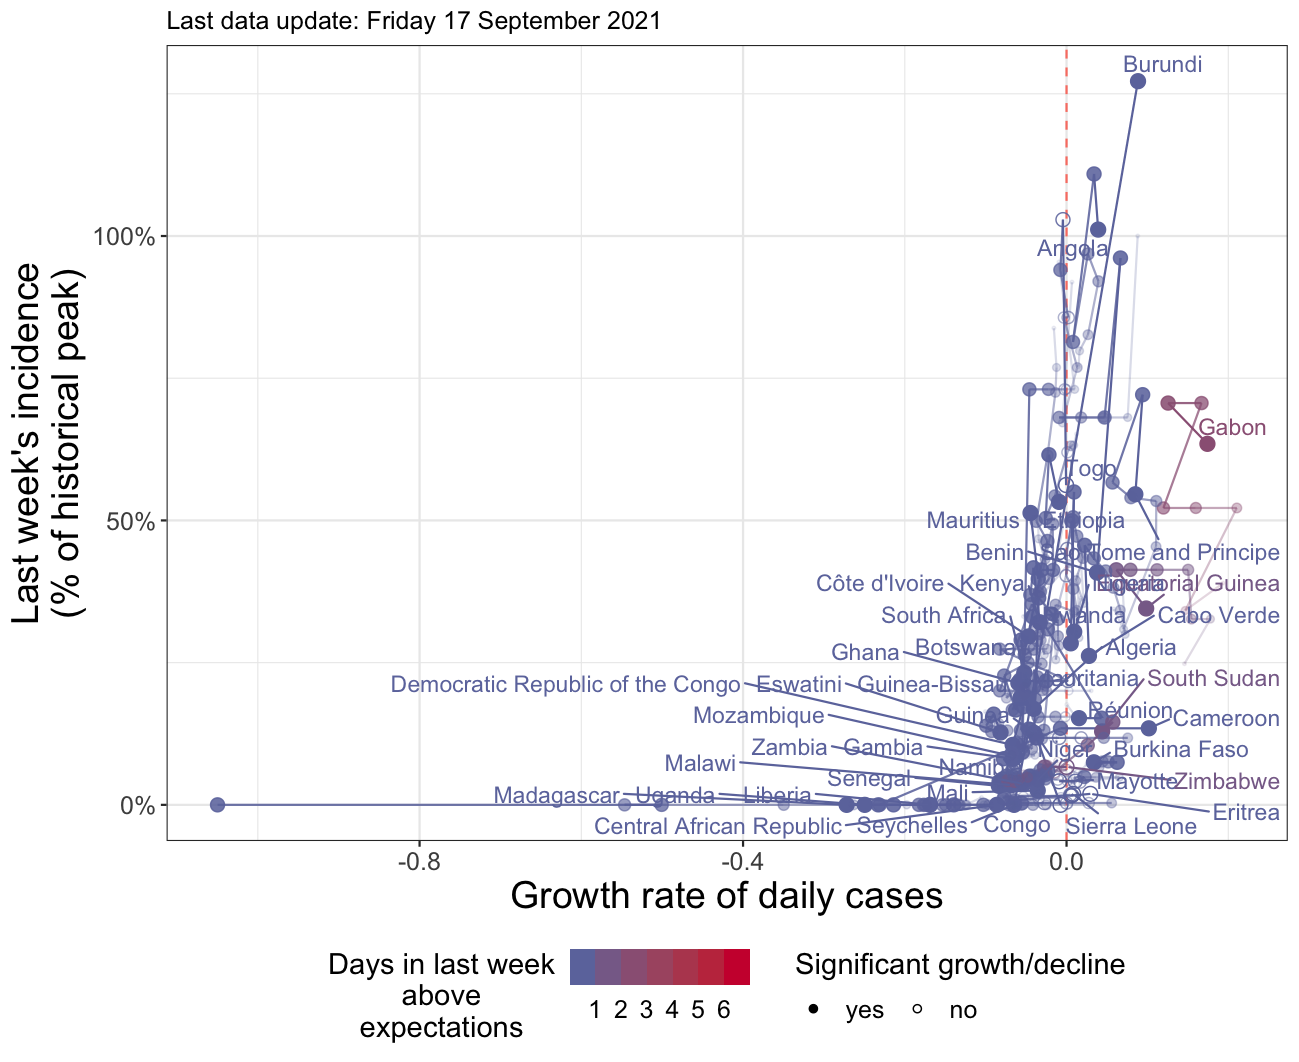 Last data update: Friday 17 September 2021
Last week's incidence
(% of historical peak)
100%
50%
0%
Burundi
Angola
Gabon
Togo
Mauritius
Ethiopia
Benin
Sao Tome and Principe
Côte d'Ivoire
Kenya
Nigeria
Equatorial Guinea
South Africa
Rwanda
Cabo Verde
Ghana
Botswana
Algeria
Democratic Republic of the Congo
Eswatini
Guinea-Bissau
Mauritania
South Sudan
Mozambique
Guinea
Réunion
Cameroon
Zambia
Gambia
Niger
Burkina Faso
Malawi
Namibia
Senegal
Mayotte
Zimbabwe
Madagascar
Uganda
Liberia
Mali
Eritrea
Central African Republic
Seychelles
Congo
Sierra Leone
-0.8
-0.4
0.0
Growth rate of daily cases
Days in last week
above
expectations
1 2 3 4 5 6
Significant growth/decline
yes
no